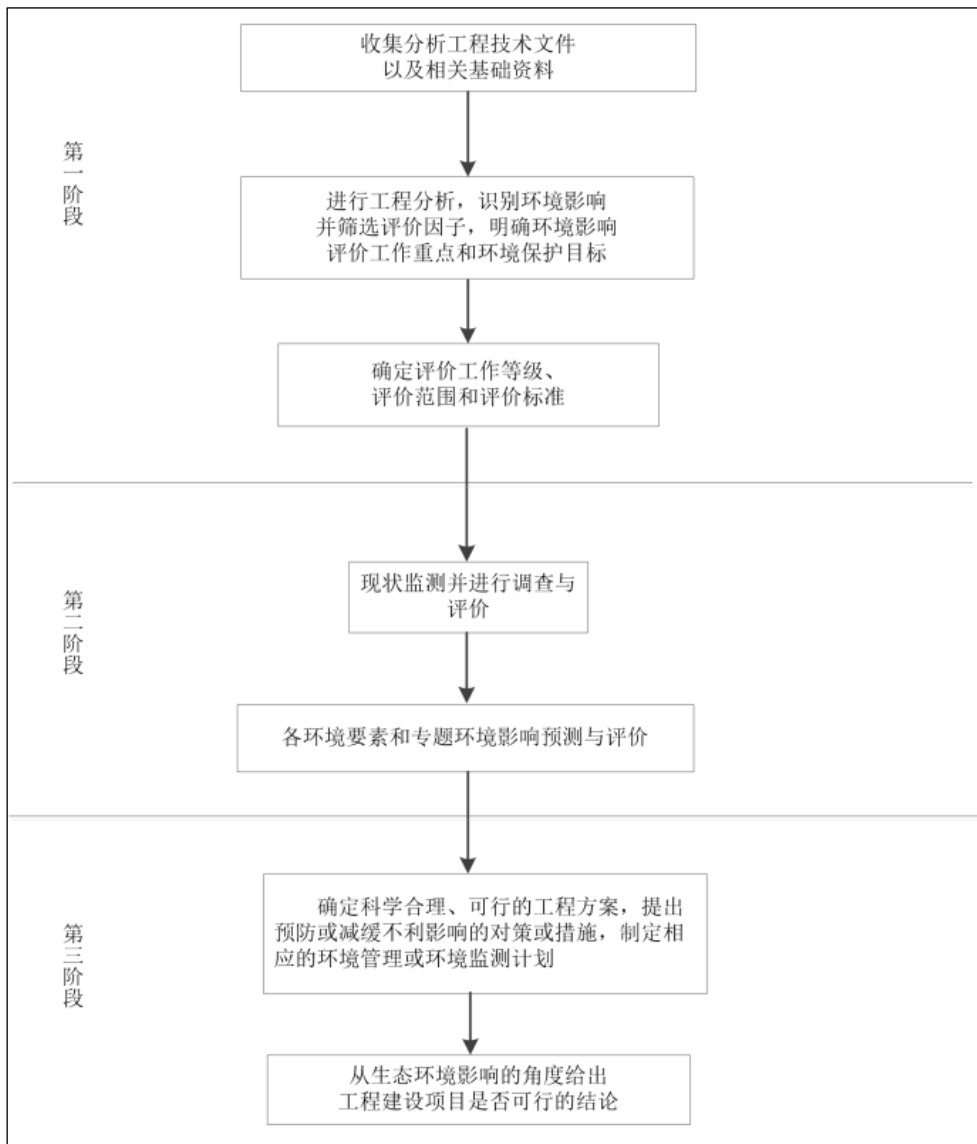 收集分析工程技术文件
以及相关基础资料
第一阶段
进行工程分析，识别环境影响
并筛选评价因子，明确环境影响
评价工作重点和环境保护目标
确定评价工作等级、
评价范围和评价标准
第二阶段
现状监测并进行调查与
评价
各环境要素和专题环境影响预测与评价
第三阶段
确定科学合理、可行的工程方案，提出
预防或减缓不利影响的对策或措施，制定相
应的环境管理或环境监测计划
从生态环境影响的角度给出
工程建设项目是否可行的结论